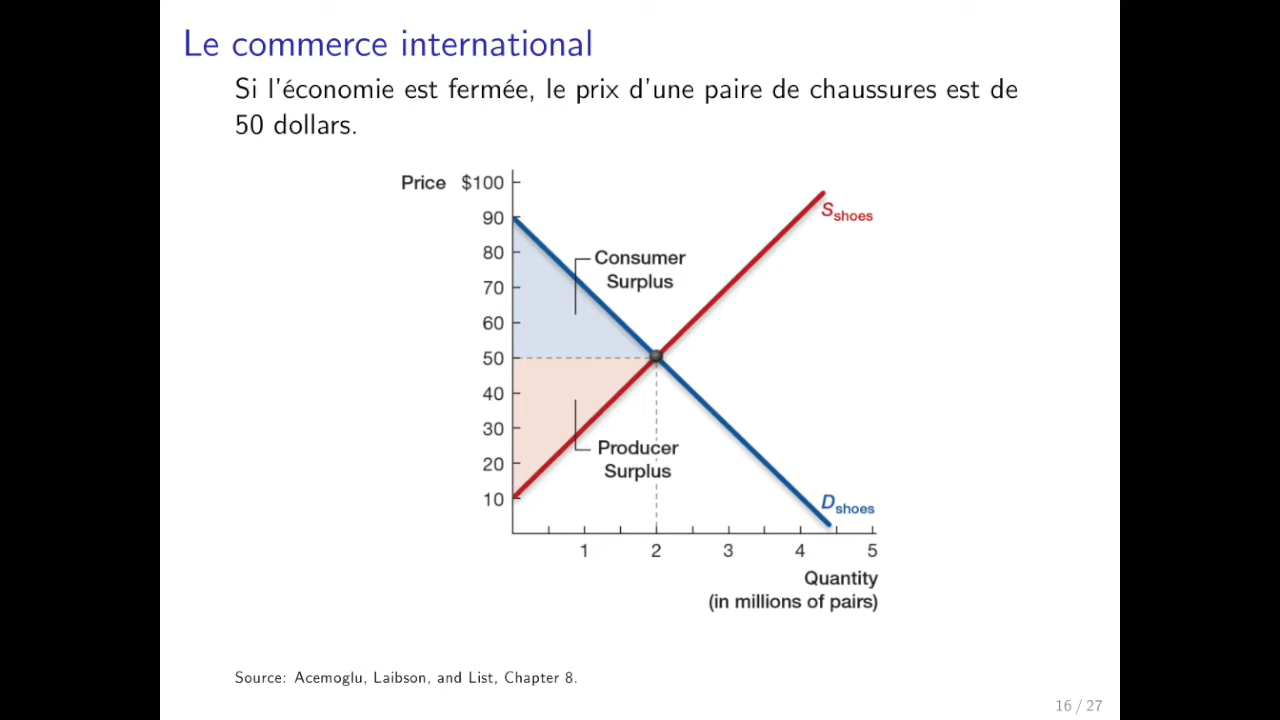 Le commerce international
Si l'économie est fermée, le prix d'une paire de chaussures est de
50 dollars.
Price $100
90
80
70
60
50
40
30
20
10
S shoes
Consumer
Surplus
Producer
Surplus
D shoes
1 2 3 4 5
Quantity
(in millions of pairs)
Source: Acemoglu, Laibson, and List, Chapter 8.
16 / 27